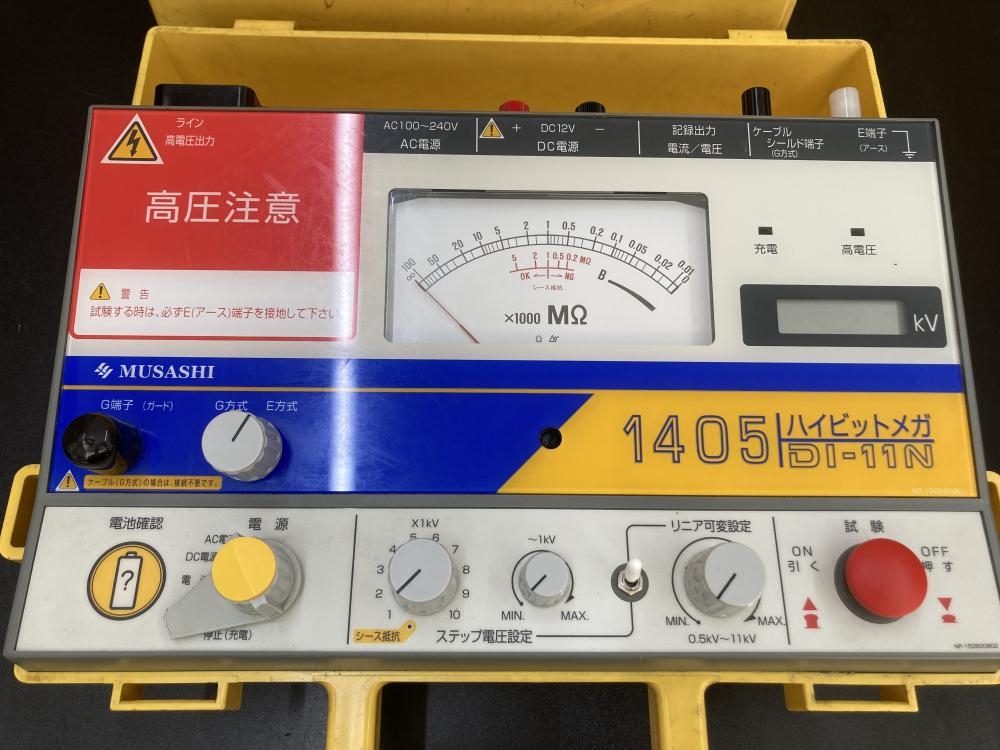 ライン
高電圧出力
高圧注意
警告
試験する時は、必ずE(アース)端子を接地して下さい
AC100~240V
AC電源
+ DC12V −
DC電源
記録出力
電流/電圧
ケーブル
シールド端子
(G方式)
E端子
(アース)
100 50 20 10 5 2 1 0.5 0.2 0.1 0.05 0.02 0.01
∞ 0
5 2 1 0.5 0.2 MΩ
OK NG
シース抵抗
B
×1000 MΩ
充電
高電圧
kV
MUSASHI
G端子 (ガード)
G方式 E方式
ケーブル(G方式)の場合は、接続不要です。
1405 ハイビットメガ
DI-11N
電池確認
?
電源
DC電源
停止(充電)
X1kV
1 2 3 4 5 6 7 8 9 10
シース抵抗
~1kV
MIN. MAX.
ステップ電圧設定
リニア可変設定
MIN. MAX.
0.5kV~11kV
試験
ON
引く
OFF
押す